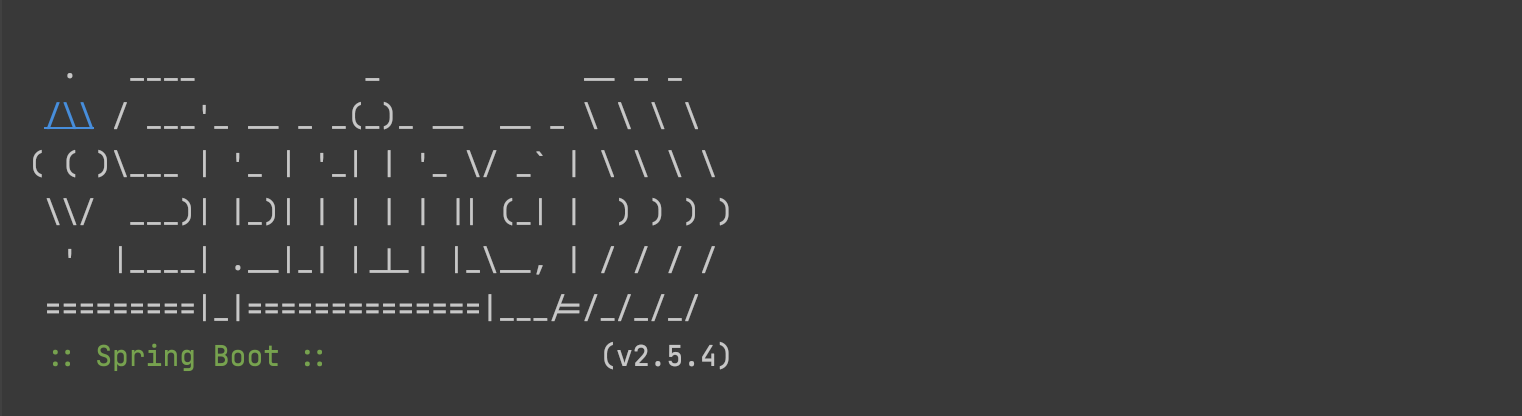 .   ____          _            __ _ _
 /\\ / ___'_ __ _ _(_)_ __  __ _ \ \ \ \
( ( )\___ | '_ | '_| | '_ \/ _` | \ \ \ \
 \\/  ___)| |_)| | | | | || (_| |  ) ) ) )
  '  |____| .__|_| |_|_| |_\__, | / / / /
 =========|_|==============|___/=/_/_/_/
 :: Spring Boot ::                (v2.5.4)